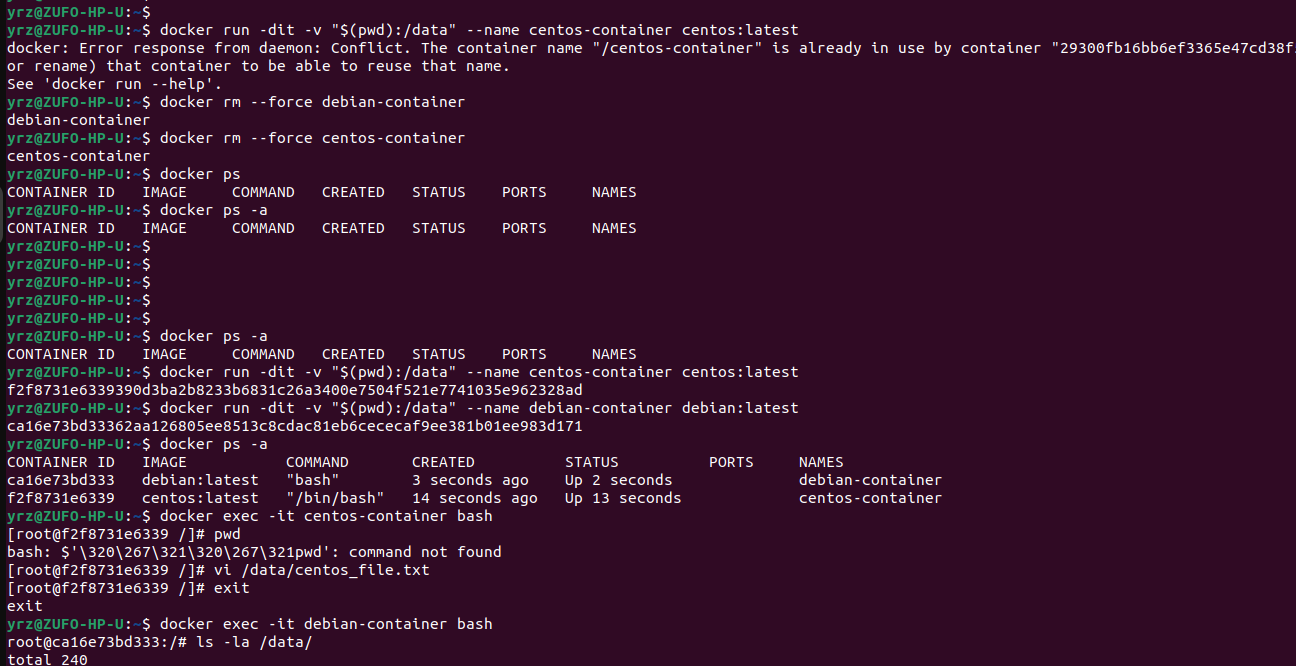 yrz@ZUFO-HP-U:~$
yrz@ZUFO-HP-U:~$ docker run -dit -v "$(pwd):/data" --name centos-container centos:latest
docker: Error response from daemon: Conflict. The container name "/centos-container" is already in use by container "29300fb16bb6ef3365e47cd38f
or rename) that container to be able to reuse that name.
See 'docker run --help'.
yrz@ZUFO-HP-U:~$ docker rm --force debian-container
debian-container
yrz@ZUFO-HP-U:~$ docker rm --force centos-container
centos-container
yrz@ZUFO-HP-U:~$ docker ps
CONTAINER ID   IMAGE     COMMAND   CREATED   STATUS    PORTS     NAMES
yrz@ZUFO-HP-U:~$ docker ps -a
CONTAINER ID   IMAGE     COMMAND   CREATED   STATUS    PORTS     NAMES
yrz@ZUFO-HP-U:~$
yrz@ZUFO-HP-U:~$
yrz@ZUFO-HP-U:~$
yrz@ZUFO-HP-U:~$
yrz@ZUFO-HP-U:~$
yrz@ZUFO-HP-U:~$ docker ps -a
CONTAINER ID   IMAGE     COMMAND   CREATED   STATUS    PORTS     NAMES
yrz@ZUFO-HP-U:~$ docker run -dit -v "$(pwd):/data" --name centos-container centos:latest
f2f8731e6339390d3ba2b8233b6831c26a3400e7504f521e7741035e962328ad
yrz@ZUFO-HP-U:~$ docker run -dit -v "$(pwd):/data" --name debian-container debian:latest
ca16e73bd33362aa126805ee8513c8cdac81eb6cececaf9ee381b01ee983d171
yrz@ZUFO-HP-U:~$ docker ps -a
CONTAINER ID   IMAGE           COMMAND       CREATED          STATUS          PORTS     NAMES
ca16e73bd333   debian:latest   "bash"        3 seconds ago    Up 2 seconds              debian-container
f2f8731e6339   centos:latest   "/bin/bash"   14 seconds ago   Up 13 seconds             centos-container
yrz@ZUFO-HP-U:~$ docker exec -it centos-container bash
[root@f2f8731e6339 /]# pwd
bash: $'\320\267\321\320\267\321pwd': command not found
[root@f2f8731e6339 /]# vi /data/centos_file.txt
[root@f2f8731e6339 /]# exit
exit
yrz@ZUFO-HP-U:~$ docker exec -it debian-container bash
root@ca16e73bd333:/# ls -la /data/
total 240